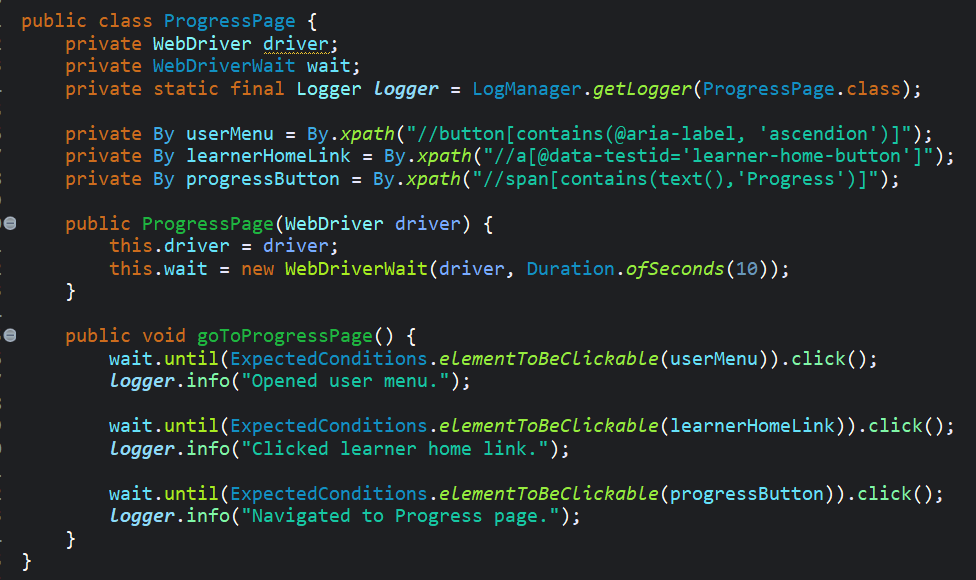 public class ProgressPage {
    private WebDriver driver;
    private WebDriverWait wait;
    private static final Logger logger = LogManager.getLogger(ProgressPage.class);

    private By userMenu = By.xpath("//button[contains(@aria-label, 'ascendion')]");
    private By learnerHomeLink = By.xpath("//a[@data-testid='learner-home-button']");
    private By progressButton = By.xpath("//span[contains(text(),'Progress')]");

    public ProgressPage(WebDriver driver) {
        this.driver = driver;
        this.wait = new WebDriverWait(driver, Duration.ofSeconds(10));
    }

    public void goToProgressPage() {
        wait.until(ExpectedConditions.elementToBeClickable(userMenu)).click();
        logger.info("Opened user menu.");

        wait.until(ExpectedConditions.elementToBeClickable(learnerHomeLink)).click();
        logger.info("Clicked learner home link.");

        wait.until(ExpectedConditions.elementToBeClickable(progressButton)).click();
        logger.info("Navigated to Progress page.");
    }
}